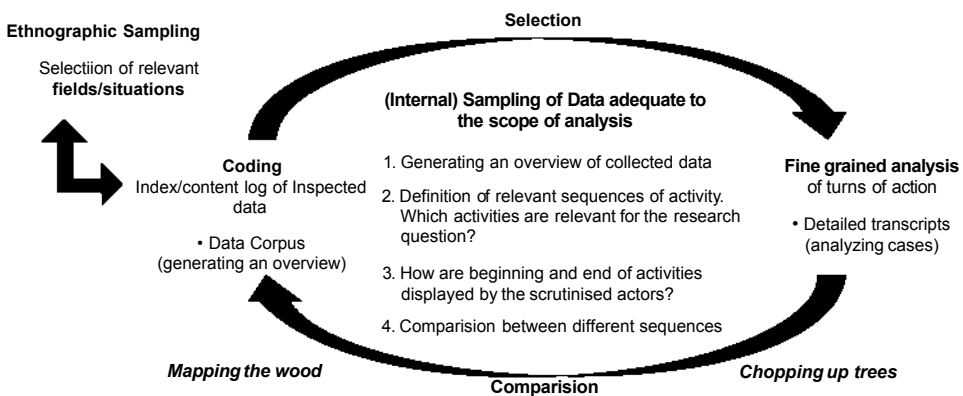 Selection
Ethnographic Sampling
Selectiion of relevant
fields/situations
(Internal) Sampling of Data adequate to
the scope of analysis
Coding
Index/content log of Inspected
data
• Data Corpus
(generating an overview)
1. Generating an overview of collected data
2. Definition of relevant sequences of activity.
Which activities are relevant for the research
question?
3. How are beginning and end of activities
displayed by the scrutinised actors?
4. Comparision between different sequences
Fine grained analysis
of turns of action
• Detailed transcripts
(analyzing cases)
Mapping the wood
Comparision
Chopping up trees